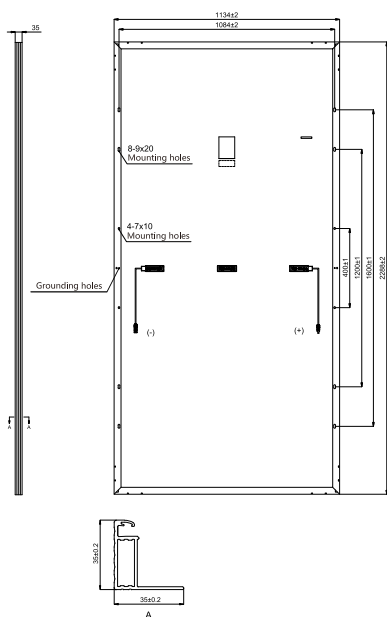 35
1134±2
1084±2
8-9x20
Mounting holes
4-7x10
Mounting holes
Grounding holes
400±1
1200±1
1600±1
2288±2
(-)
(+)
A
A
35±0.2
35±0.2
A